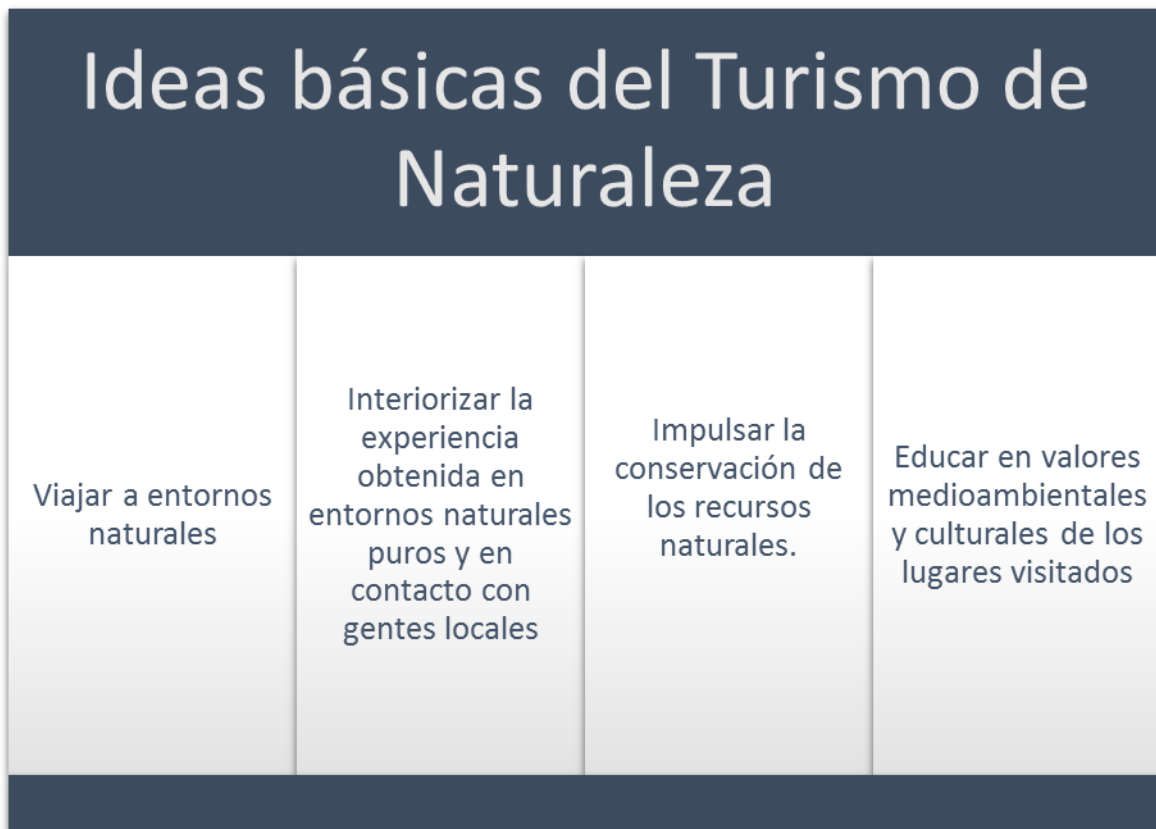 Ideas básicas del Turismo de
Naturaleza
Viajar a entornos
naturales
Interiorizar la
experiencia
obtenida en
entornos naturales
puros y en
contacto con
gentes locales
Impulsar la
conservación de
los recursos
naturales.
Educar en valores
medioambientales
y culturales de los
lugares visitados